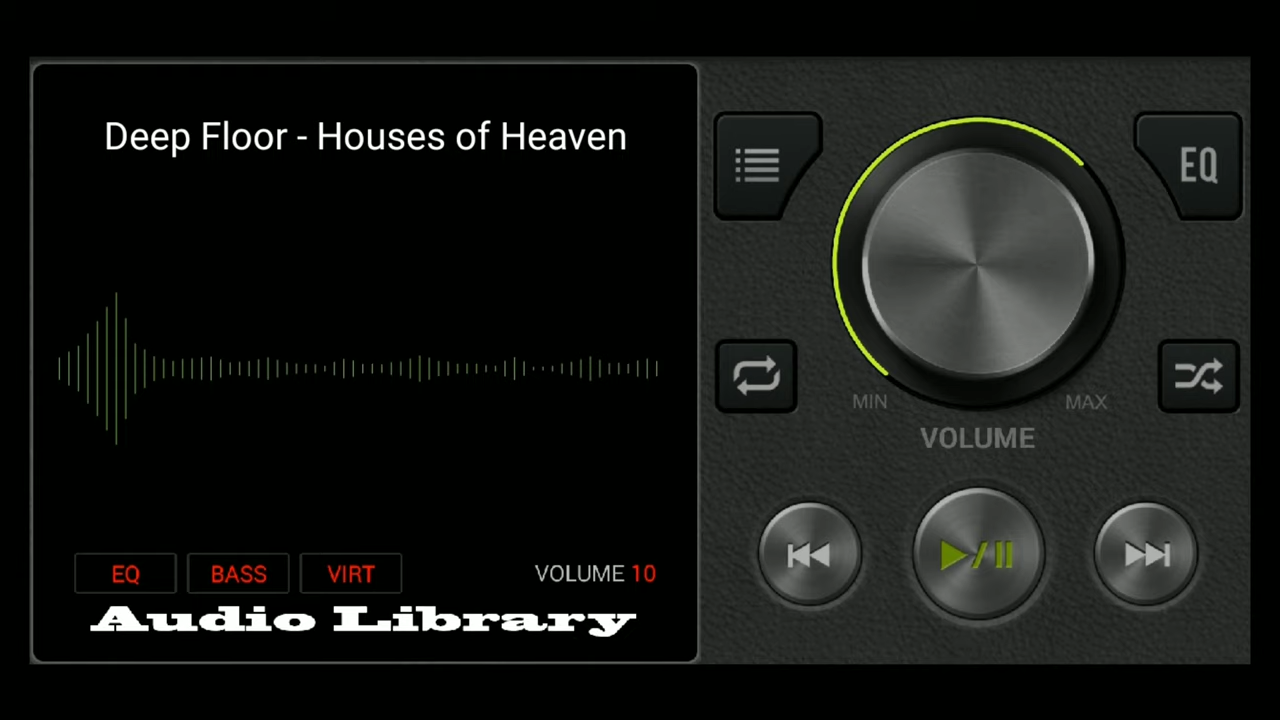 Deep Floor - Houses of Heaven
EQ
MIN
MAX
VOLUME
EQ
BASS
VIRT
VOLUME 10
Audio Library